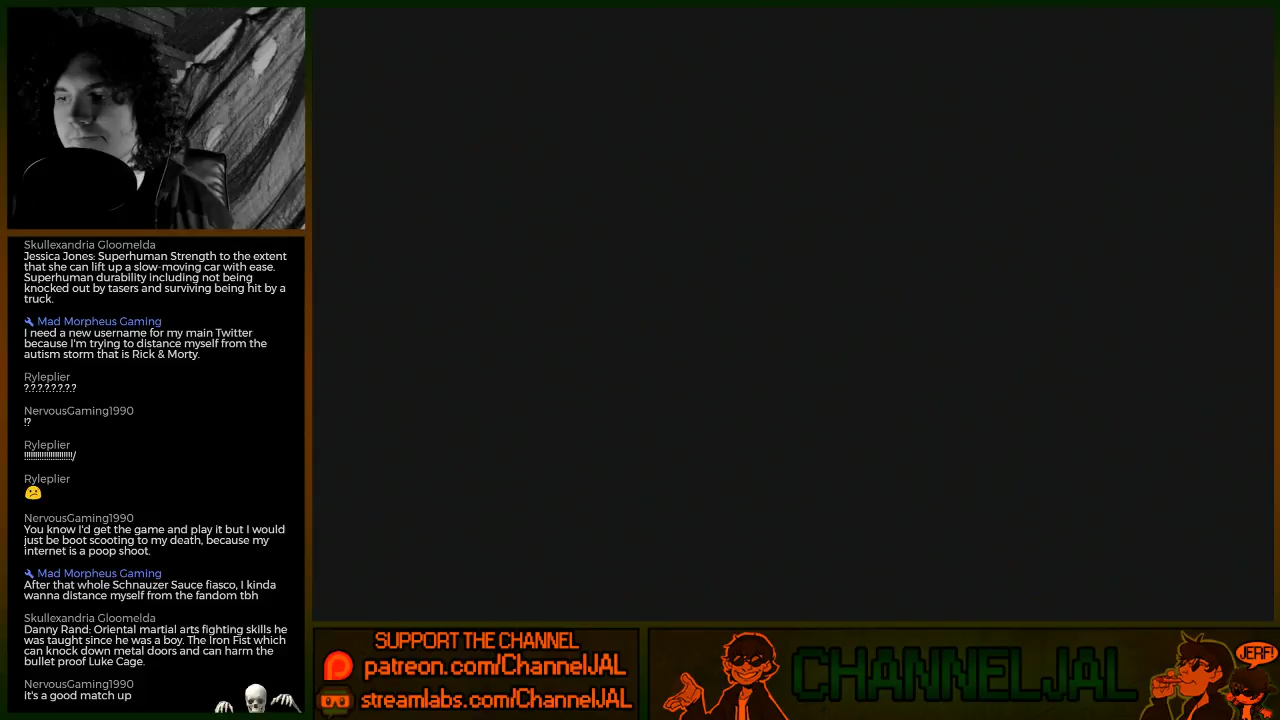 Skullexandria Gloomelda
Jessica Jones: Superhuman Strength to the extent
that she can lift up a slow-moving car with ease.
Superhuman durability including not being
knocked out by tasers and surviving being hit by a
truck.
Mad Morpheus Gaming
I need a new username for my main Twitter
because I'm trying to distance myself from the
autism storm that is Rick & Morty.
Ryleplier
?.?.?.?.?.?.?.?
NervousGaming1990
!?
Ryleplier
!!!!!!!!!!!!!!!!!!!!!!/
Ryleplier
NervousGaming1990
You know I'd get the game and play it but I would
just be boot scooting to my death, because my
internet is a poop shoot.
Mad Morpheus Gaming
After that whole Schnauzer Sauce fiasco, I kinda
wanna distance myself from the fandom tbh
Skullexandria Gloomelda
Danny Rand: Oriental martial arts fighting skills he
was taught since he was a boy. The Iron Fist which
can knock down metal doors and can harm the
bullet proof Luke Cage.
NervousGaming1990
it's a good match up
SUPPORT THE CHANNEL
patreon.com/ChannelJAL
streamlabs.com/ChannelJAL
CHANNELJAL
JERF!